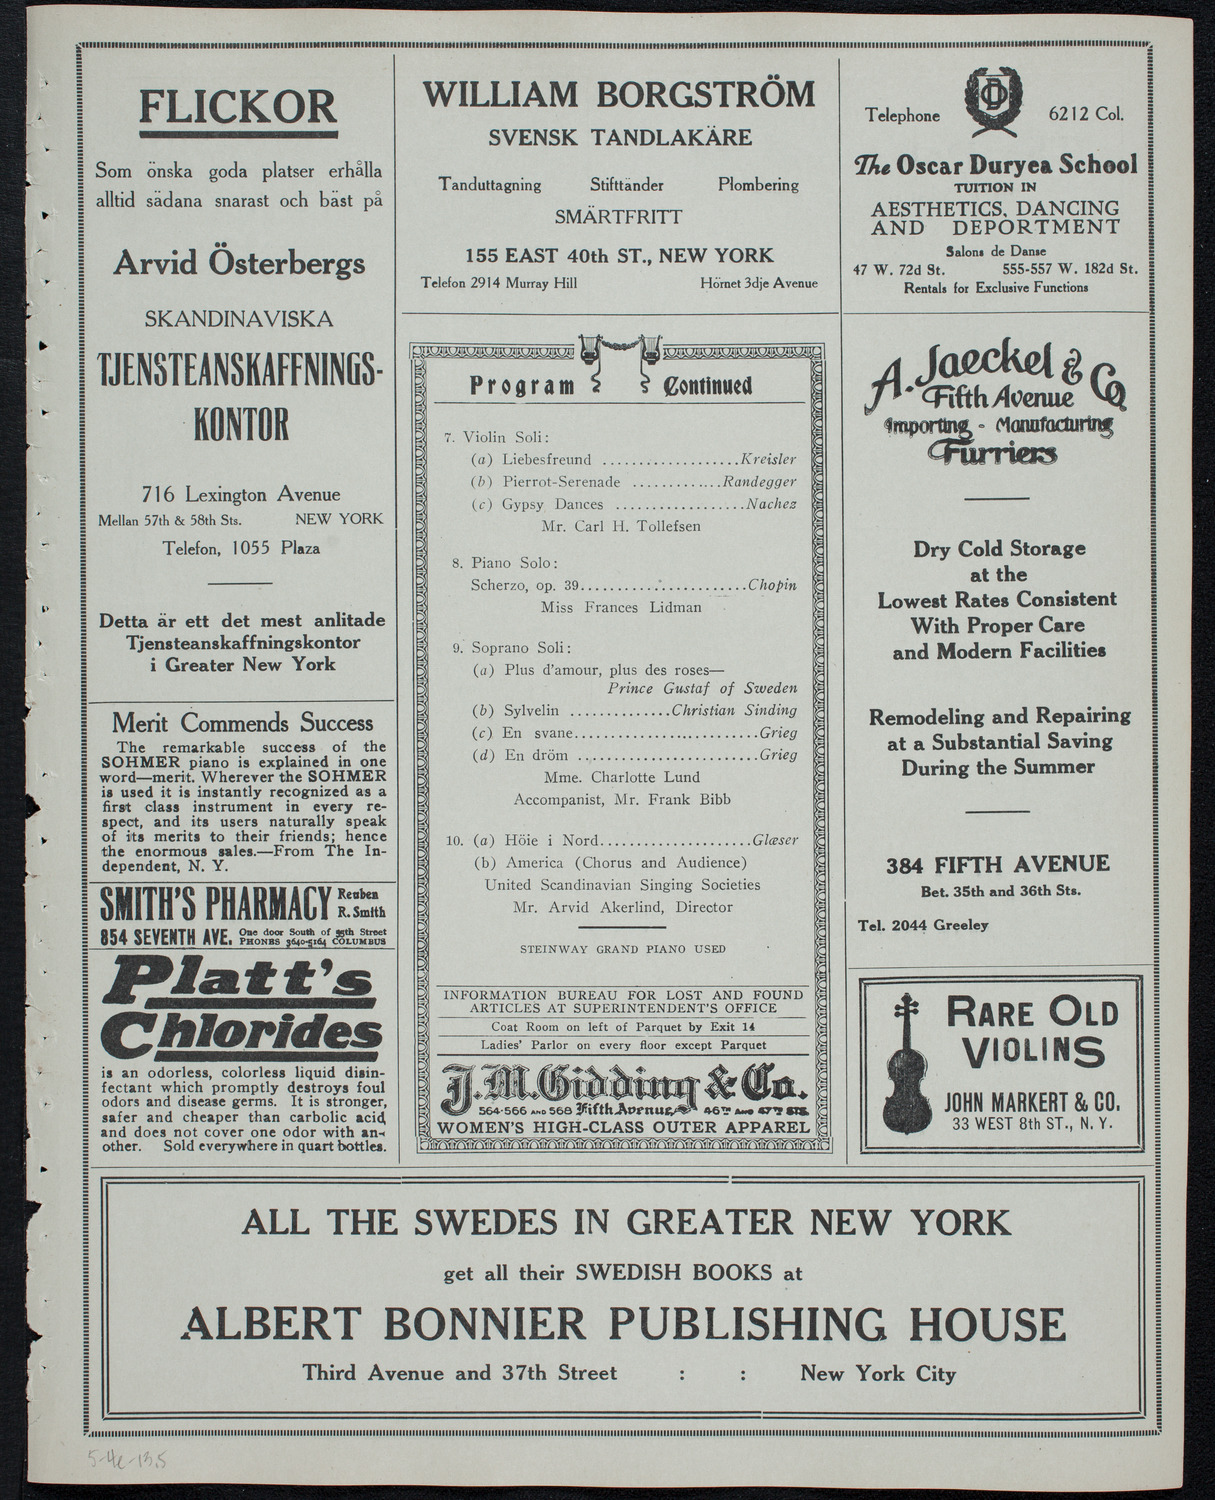 FLICKOR
Som önska goda platser erhålla
alltid sädana snarast och bäst på
Arvid Österbergs
SKANDINAVISKA
TJENSTEANSKAFFNINGS-
KONTOR
716 Lexington Avenue
Mellan 57th & 58th Sts. NEW YORK
Telefon, 1055 Plaza
Detta är ett det mest anlitade
Tjensteanskaffningskontor
i Greater New York
Merit Commends Success
The remarkable success of the
SOHMER piano is explained in one
word—merit. Wherever the SOHMER
is used it is instantly recognized as a
first class instrument in every re-
spect, and its users naturally speak
of its merits to their friends; hence
the enormous sales.—From The In-
dependent, N. Y.
SMITH'S PHARMACY Reuben
R. Smith
854 SEVENTH AVE. One door South of 55th Street
PHONES 3640-5164 COLUMBUS
Platt's
Chlorides
is an odorless, colorless liquid disin-
fectant which promptly destroys foul
odors and disease germs. It is stronger,
safer and cheaper than carbolic acid
and does not cover one odor with an-
other. Sold everywhere in quart bottles.
WILLIAM BORGSTRÖM
SVENSK TANDLAKÄRE
Tanduttagning Stifttänder Plombering
SMÄRTFRITT
155 EAST 40th ST., NEW YORK
Telefon 2914 Murray Hill Hörnet 3dje Avenue
Program Continued
7. Violin Soli:
(a) Liebesfreund ...................Kreisler
(b) Pierrot-Serenade .............Randegger
(c) Gypsy Dances ..................Nachez
Mr. Carl H. Tollefsen
8. Piano Solo:
Scherzo, op. 39.......................Chopin
Miss Frances Lidman
9. Soprano Soli:
(a) Plus d'amour, plus des roses—
Prince Gustaf of Sweden
(b) Sylvelin ..............Christian Sinding
(c) En svane..........................Grieg
(d) En dröm .........................Grieg
Mme. Charlotte Lund
Accompanist, Mr. Frank Bibb
10. (a) Höie i Nord.....................Glæser
(b) America (Chorus and Audience)
United Scandinavian Singing Societies
Mr. Arvid Akerlind, Director
STEINWAY GRAND PIANO USED
INFORMATION BUREAU FOR LOST AND FOUND
ARTICLES AT SUPERINTENDENT'S OFFICE
Coat Room on left of Parquet by Exit 14
Ladies' Parlor on every floor except Parquet
J.M.Gidding & Co.
564-566 AND 568 Fifth Avenue, 46TH AND 47TH STS.
WOMEN'S HIGH-CLASS OUTER APPAREL
Telephone 6212 Col.
The Oscar Duryea School
TUITION IN
AESTHETICS, DANCING
AND DEPORTMENT
Salons de Danse
47 W. 72d St. 555-557 W. 182d St.
Rentals for Exclusive Functions
A. Jaeckel & Co
Fifth Avenue
Importing - Manufacturing
Furriers
Dry Cold Storage
at the
Lowest Rates Consistent
With Proper Care
and Modern Facilities
Remodeling and Repairing
at a Substantial Saving
During the Summer
384 FIFTH AVENUE
Bet. 35th and 36th Sts.
Tel. 2044 Greeley
RARE OLD
VIOLINS
JOHN MARKERT & CO.
33 WEST 8th ST., N. Y.
ALL THE SWEDES IN GREATER NEW YORK
get all their SWEDISH BOOKS at
ALBERT BONNIER PUBLISHING HOUSE
Third Avenue and 37th Street : : New York City